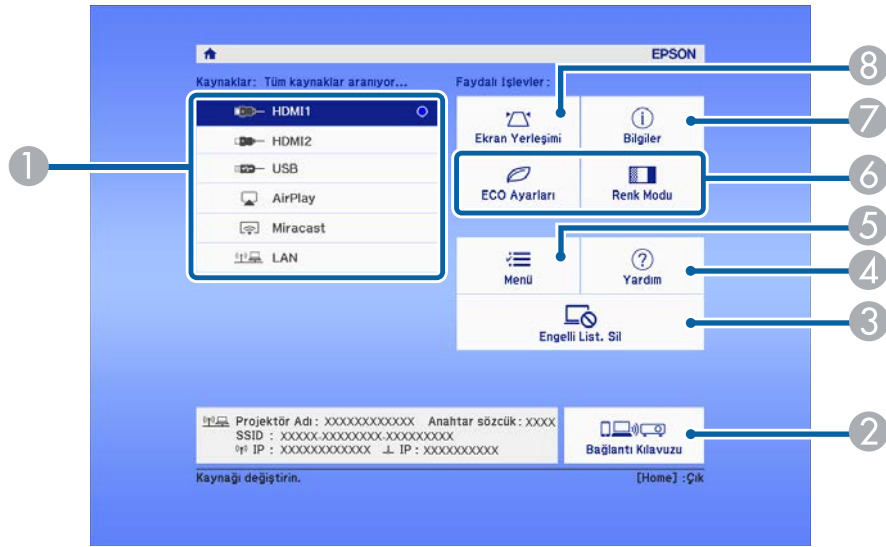 EPSON
Kaynaklar: Tüm kaynaklar aranıyor...
Faydalı İşlevler:
HDMI1
HDMI2
USB
AirPlay
Miracast
LAN
Ekran Yerleşimi
Bilgiler
ECO Ayarları
Renk Modu
Menü
Yardım
Engelli List. Sil
Projektör Adı: XXXXXXXXXXXX Anahtar sözcük: XXXX
SSID : XXXXX-XXXXXXXX-XXXXXXXXX
IP : XXXXXXXXXXXX IP : XXXXXXXXXX
Bağlantı Kılavuzu
Kaynağı değiştirin.
[Home] :Çık
1
8
7
6
5
4
3
2